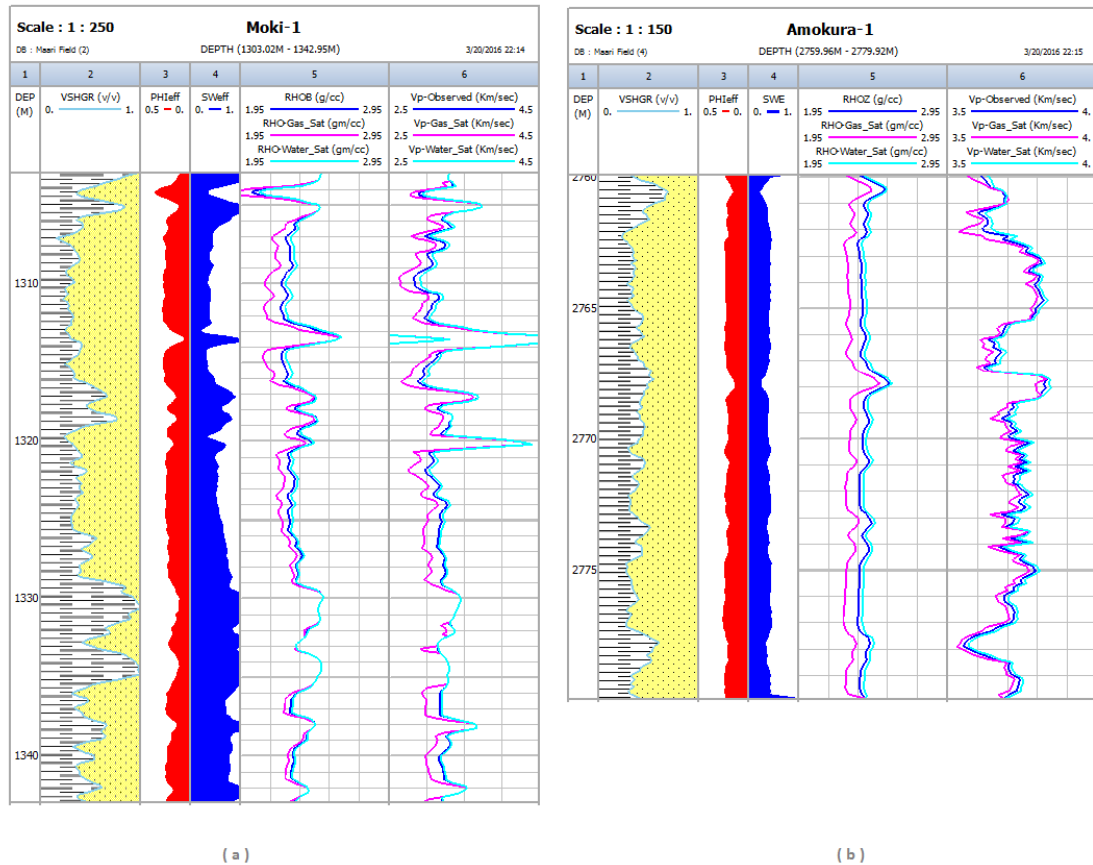 Scale : 1 : 250 Moki-1
DB : Maari Field (2) DEPTH (1303.02M - 1342.95M) 3/20/2016 22:14
1 2 3 4 5 6
DEP (M) VSHGR (v/v) PHIeff SWeff RHOB (g/cc) Vp-Observed (Km/sec)
0. 1. 0.5 0. 0. 1. 1.95 2.95 2.5 4.5
RHO-Gas_Sat (gm/cc) Vp-Gas_Sat (Km/sec)
1.95 2.95 2.5 4.5
RHO-Water_Sat (gm/cc) Vp-Water_Sat (Km/sec)
1.95 2.95 2.5 4.5
1310
1320
1330
1340
( a )
Scale : 1 : 150 Amokura-1
DB : Maari Field (4) DEPTH (2759.96M - 2779.92M) 3/20/2016 22:15
1 2 3 4 5 6
DEP (M) VSHGR (v/v) PHIeff SWE RHOZ (g/cc) Vp-Observed (Km/sec)
0. 1. 0.5 0. 0. 1. 1.95 2.95 3.5 4.
RHO-Gas_Sat (gm/cc) Vp-Gas_Sat (Km/sec)
1.95 2.95 3.5 4.
RHO-Water_Sat (gm/cc) Vp-Water_Sat (Km/sec)
1.95 2.95 3.5 4.
2760
2765
2770
2775
( b )